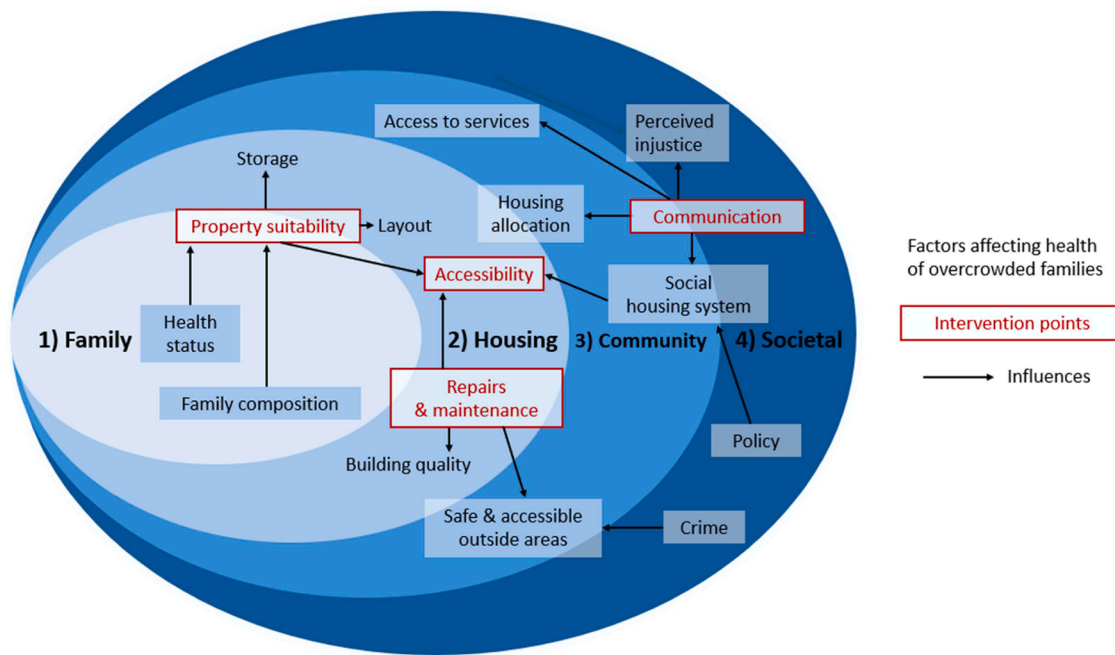 Access to services
Perceived
injustice
Storage
Housing
allocation
Communication
Property suitability
Layout
Accessibility
Social
housing system
Health
status
1) Family
2) Housing
3) Community
4) Societal
Family composition
Repairs
& maintenance
Policy
Building quality
Safe & accessible
outside areas
Crime
Factors affecting health
of overcrowded families
Intervention points
Influences